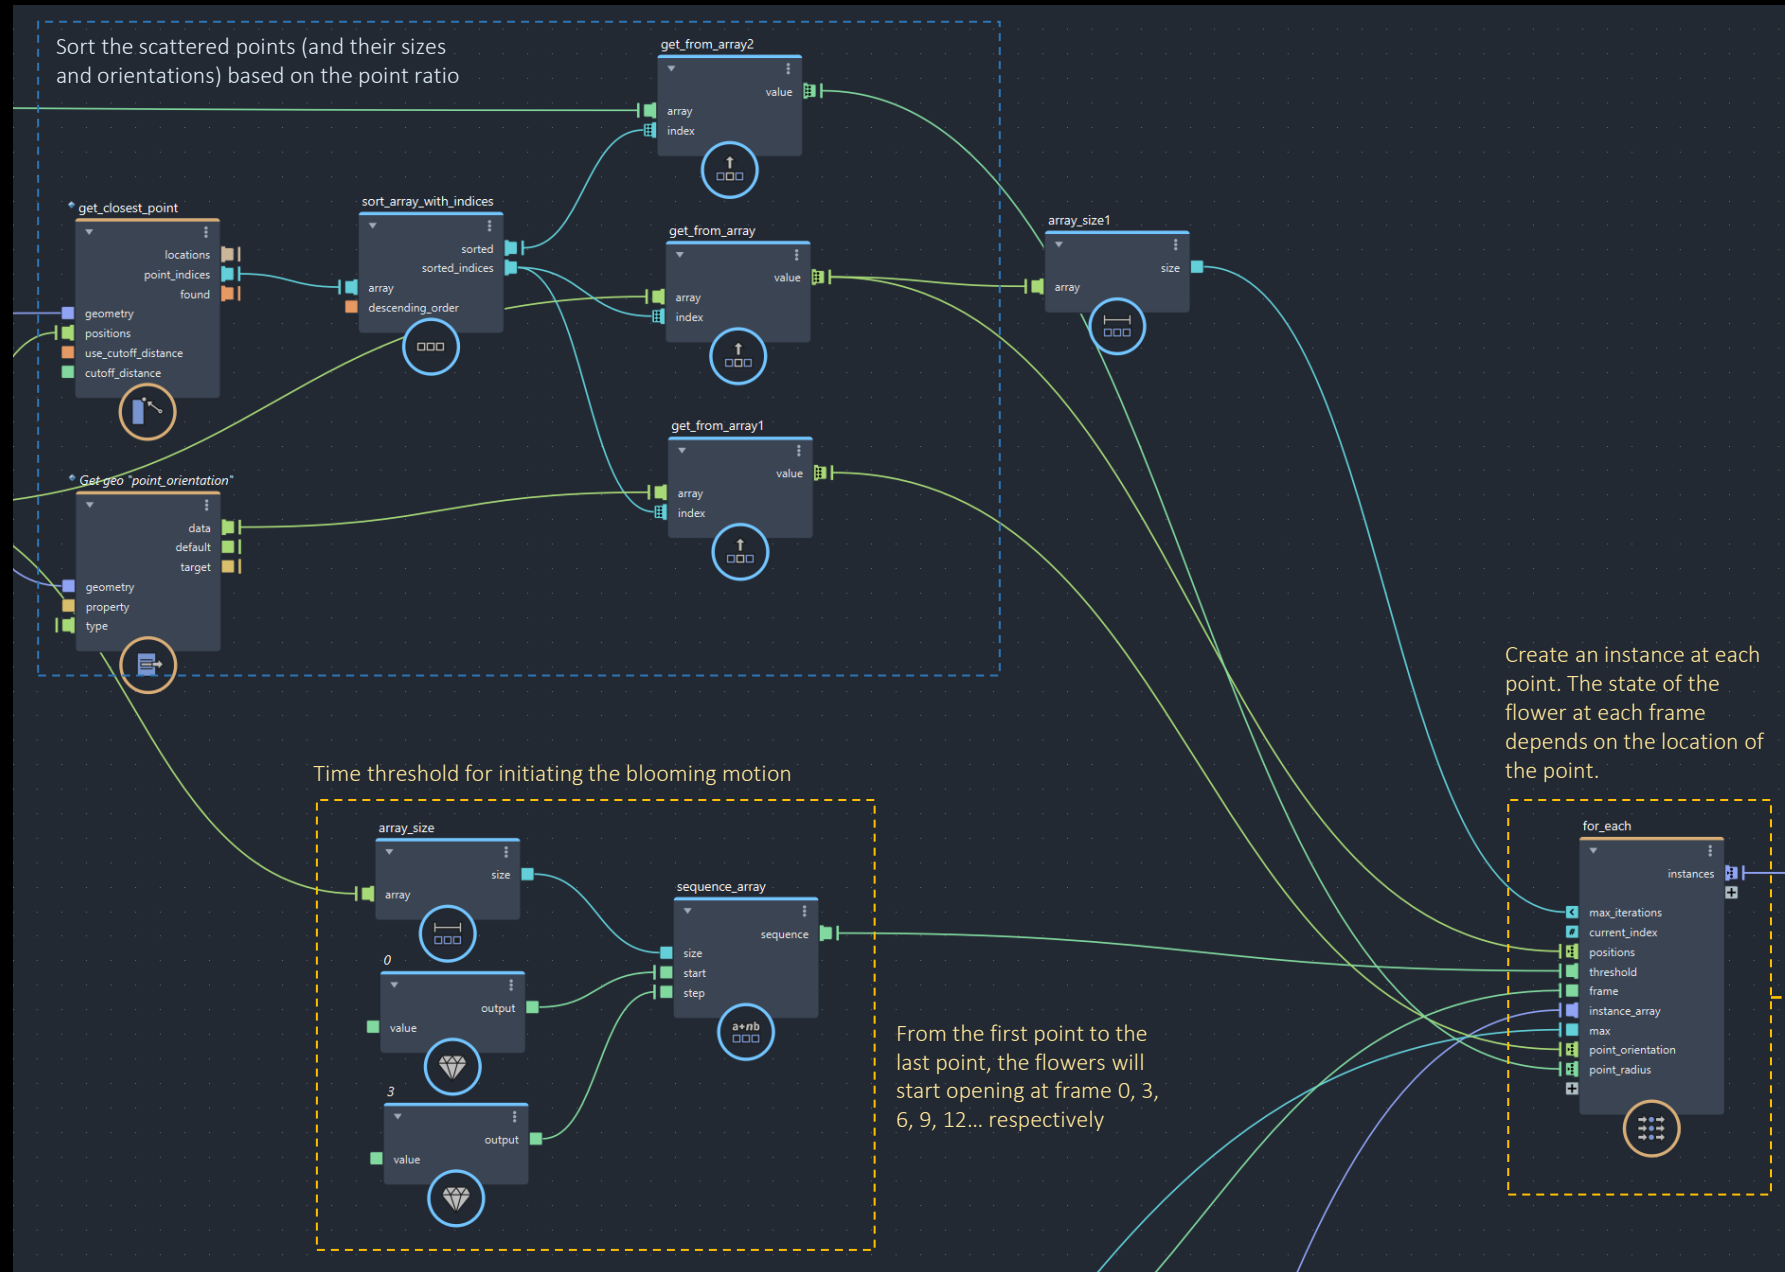 Sort the scattered points (and their sizes
and orientations) based on the point ratio
get_from_array2
value
array
index
get_closest_point
locations
point_indices
found
geometry
positions
use_cutoff_distance
cutoff_distance
sort_array_with_indices
sorted
sorted_indices
array
descending_order
get_from_array
value
array
index
array_size1
size
array
get_from_array1
value
array
index
Get geo "point_orientation"
data
default
target
geometry
property
type
Time threshold for initiating the blooming motion
array_size
size
array
0
output
value
3
output
value
sequence_array
sequence
size
start
step
a+nb
From the first point to the
last point, the flowers will
start opening at frame 0, 3,
6, 9, 12... respectively
Create an instance at each
point. The state of the
flower at each frame
depends on the location of
the point.
for_each
instances
max_iterations
current_index
positions
threshold
frame
instance_array
max
point_orientation
point_radius